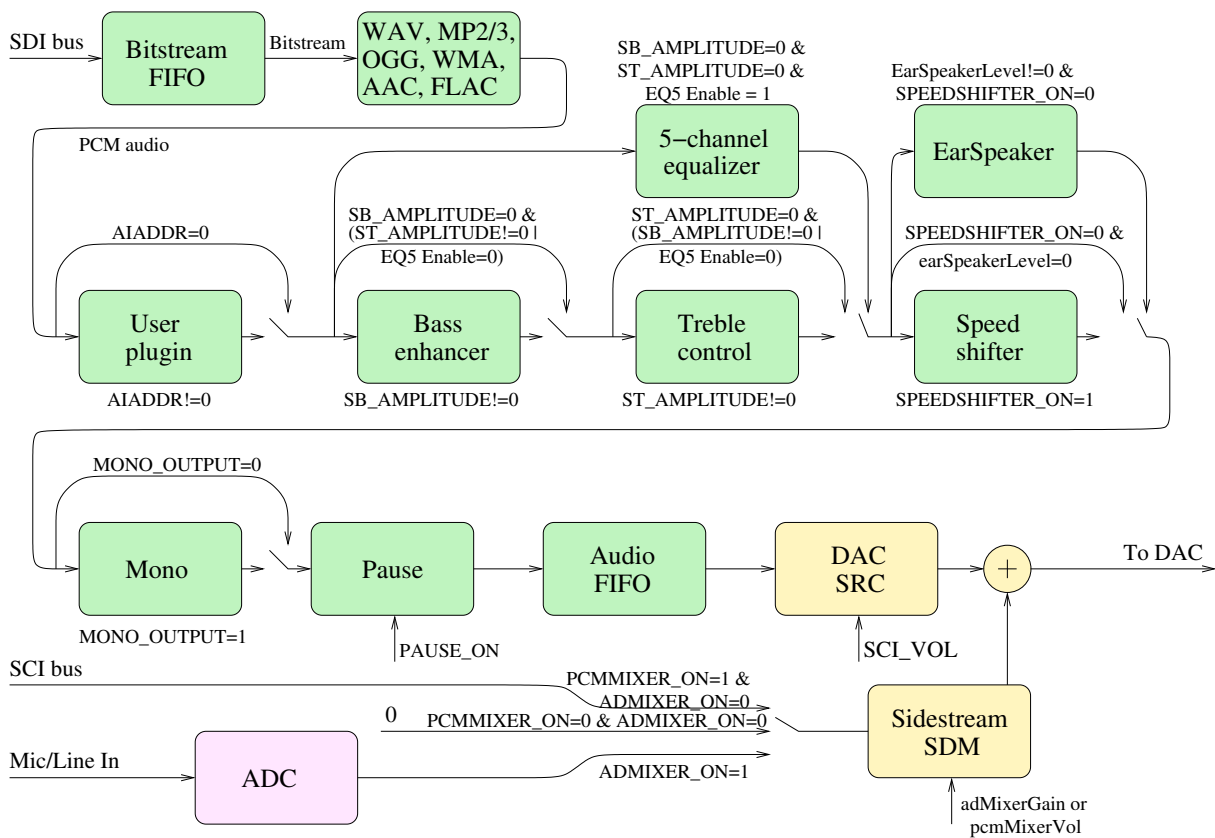 SDI bus
Bitstream
FIFO
Bitstream
WAV, MP2/3,
OGG, WMA,
AAC, FLAC
SB_AMPLITUDE=0 &
ST_AMPLITUDE=0 &
EQ5 Enable = 1
EarSpeakerLevel!=0 &
SPEEDSHIFTER_ON=0
PCM audio
5−channel
equalizer
EarSpeaker
AIADDR=0
SB_AMPLITUDE=0 &
(ST_AMPLITUDE!=0 |
EQ5 Enable=0)
ST_AMPLITUDE=0 &
(SB_AMPLITUDE!=0 |
EQ5 Enable=0)
SPEEDSHIFTER_ON=0 &
earSpeakerLevel=0
User
plugin
Bass
enhancer
Treble
control
Speed
shifter
AIADDR!=0
SB_AMPLITUDE!=0
ST_AMPLITUDE!=0
SPEEDSHIFTER_ON=1
MONO_OUTPUT=0
Mono
Pause
Audio
FIFO
DAC
SRC
+
To DAC
MONO_OUTPUT=1
PAUSE_ON
SCI_VOL
SCI bus
PCMMIXER_ON=1 &
ADMIXER_ON=0
0
PCMMIXER_ON=0 & ADMIXER_ON=0
Sidestream
SDM
Mic/Line In
ADC
ADMIXER_ON=1
adMixerGain or
pcmMixerVol